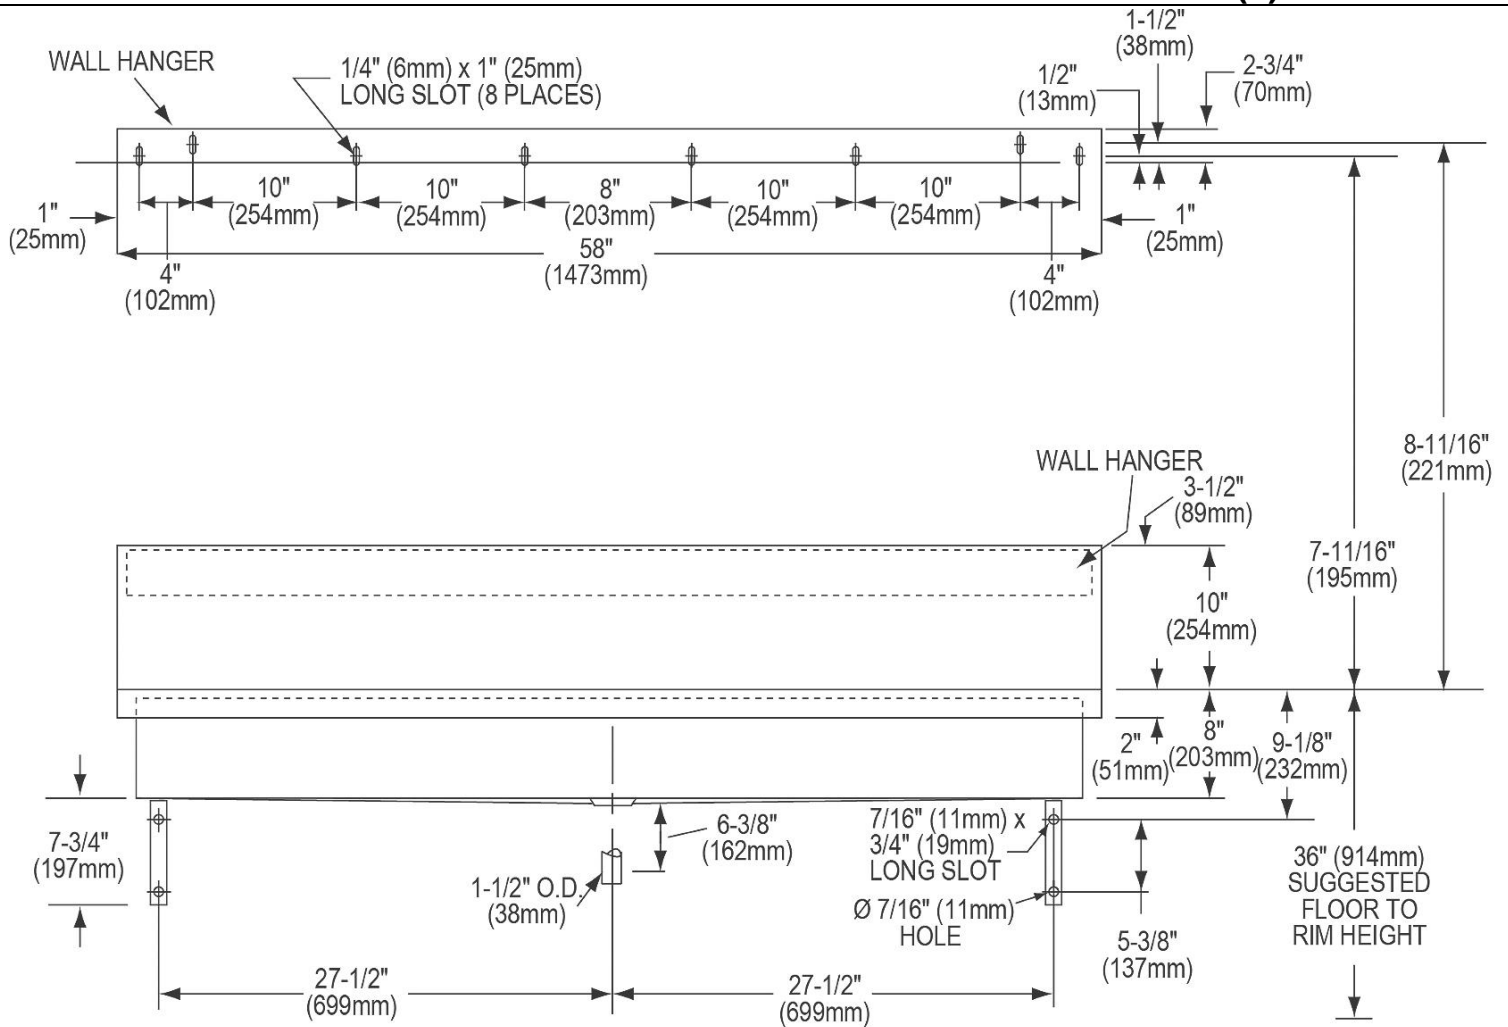 1-1/2"
(38mm)
WALL HANGER
1/4" (6mm) x 1" (25mm)
LONG SLOT (8 PLACES)
1/2"
(13mm)
2-3/4"
(70mm)
10"
(254mm)
10"
(254mm)
8"
(203mm)
10"
(254mm)
10"
(254mm)
1"
(25mm)
1"
(25mm)
58"
(1473mm)
4"
(102mm)
4"
(102mm)
8-11/16"
(221mm)
WALL HANGER
3-1/2"
(89mm)
7-11/16"
(195mm)
10"
(254mm)
2"
(51mm)
8"
(203mm)
9-1/8"
(232mm)
7-3/4"
(197mm)
6-3/8"
(162mm)
7/16" (11mm) x
3/4" (19mm)
LONG SLOT
1-1/2" O.D.
(38mm)
Ø 7/16" (11mm)
HOLE
36" (914mm)
SUGGESTED
FLOOR TO
RIM HEIGHT
5-3/8"
(137mm)
27-1/2"
(699mm)
27-1/2"
(699mm)